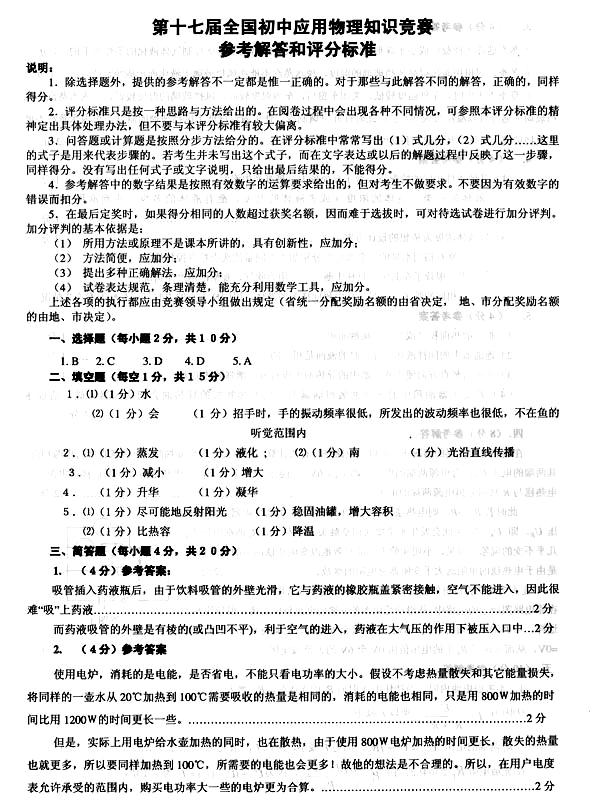 第十七届全国初中应用物理知识竞赛
参考解答和评分标准
说明：
1．除选择题外，提供的参考解答不一定都是惟一正确的。对于那些与此解答不同的解答，正确的，同样
得分。
2．评分标准只是按一种思路与方法给出的。在阅卷过程中会出现各种不同情况，可参照本评分标准的精
神定出具体处理办法，但不要与本评分标准有较大偏离。
3．问答题或计算题是按照分步方法给分的。在评分标准中常常写出（1）式几分，（2）式几分……这里
的式子是用来代表步骤的。若考生并未写出这个式子，而在文字表达或以后的解题过程中反映了这一步骤，
同样得分。没有写出任何式子或文字说明，只给出最后结果的，不能得分。
4．参考解答中的数字结果是按照有效数字的运算要求给出的，但对考生不做要求。不要因为有效数字的
错误而扣分。
5．在最后定奖时，如果得分相同的人数超过获奖名额，因而难于选拔时，可对待选试卷进行加分评判。
加分评判的基本依据是：
（1） 所用方法或原理不是课本所讲的，具有创新性，应加分；
（2） 方法简便，应加分；
（3） 提出多种正确解法，应加分；
（4） 试卷表达规范，条理清楚，能充分利用数学工具，应加分。
上述各项的执行都应由竞赛领导小组做出规定（省统一分配奖励名额的由省决定， 地、市分配奖励名额
的由地、市决定）。
一、选择题（每小题2分，共10分）
1. B 2. C 3. D 4. D 5. A
二、填空题（每空1分，共15分）
1．⑴（1分）水
⑵（1 分）会 （1 分）招手时，手的振动频率很低，所发出的波动频率也很低，不在鱼的
听觉范围内
2．⑴（1分）蒸发 （1分）液化； ⑵（1分）南 （1分）光沿直线传播
3． （1分）减小 （1分）增大
4． （1分）升华 （1分）凝华
5．⑴（1分）尽可能地反射阳光 （1分）稳固油罐，增大容积
⑵（1分）比热容 （1分）降温
三、简答题（每小题4分，共20分）
1. （4分）参考答案：
吸管插入药液瓶后，由于饮料吸管的外壁光滑，它与药液的橡胶瓶盖紧密接触，空气不能进入，因此很
难“吸”上药液……………………………………………………………………………………2分
而药液吸管的外壁是有棱的(或凸凹不平)，利于空气的进入，药液在大气压的作用下被压入口中…2分
2. （4分）参考答案
使用电炉，消耗的是电能，是否省电，不能只看电功率的大小。假设不考虑热量散失和其它能量损失，
将同样的一壶水从 20℃加热到 100℃需要吸收的热量是相同的，消耗的电能也相同，只是用 800W 加热的时
间比用 1200W 的时间更长一些。……………………………………………………………2分
但是，实际上用电炉给水壶加热的同时，也在散热，由于使用 800W 电炉加热的时间更长，散失的热量
也就更多，所以要同样加热到 100℃，所需要的电能也会更多！故他的想法是不合理的。所以，在用户电度
表允许承受的范围内，购买电功率大一些的电炉更为合算。……………………………………2分